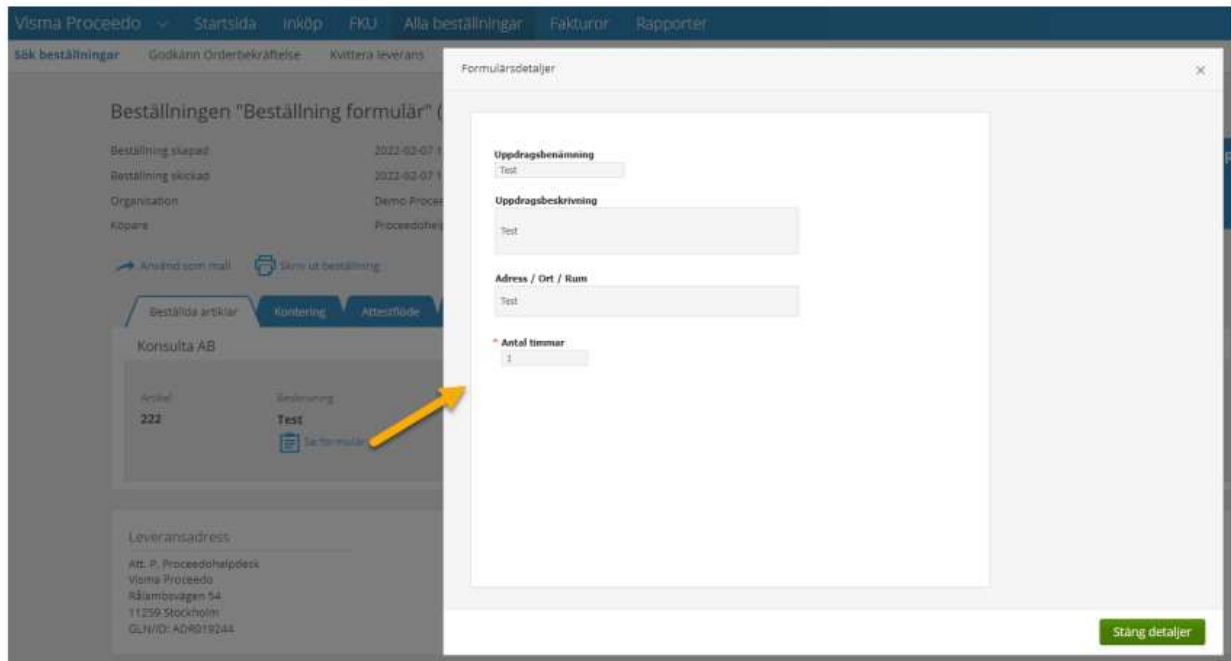 Visma Proceedo Startsida Inköp FKU Alla beställningar Fakturor Rapporter
Sök beställningar Godkänn Orderbekräftelse Kvittera leverans
Formulärsdetaljer
Beställningen "Beställning formulär" (
Beställning skapad 2022-02-07 1
Beställning skickad 2022-02-07 1
Organisation Demo Procee
Köpare Proceedohelp
Använd som mall Skriv ut beställning
Beställda artiklar Kontering Attestflöde
Konsulta AB
Artikel Beskrivning
222 Test
Se formulär
Leveransadress
Att. P, Proceedohelpdesk
Visma Proceedo
Rålambsvägen 54
11259 Stockholm
GLN/ID: ADR019244
Uppdragsbenämning
Test
Uppdragsbeskrivning
Test
Adress / Ort / Rum
Test
* Antal timmar
1
Stäng detaljer